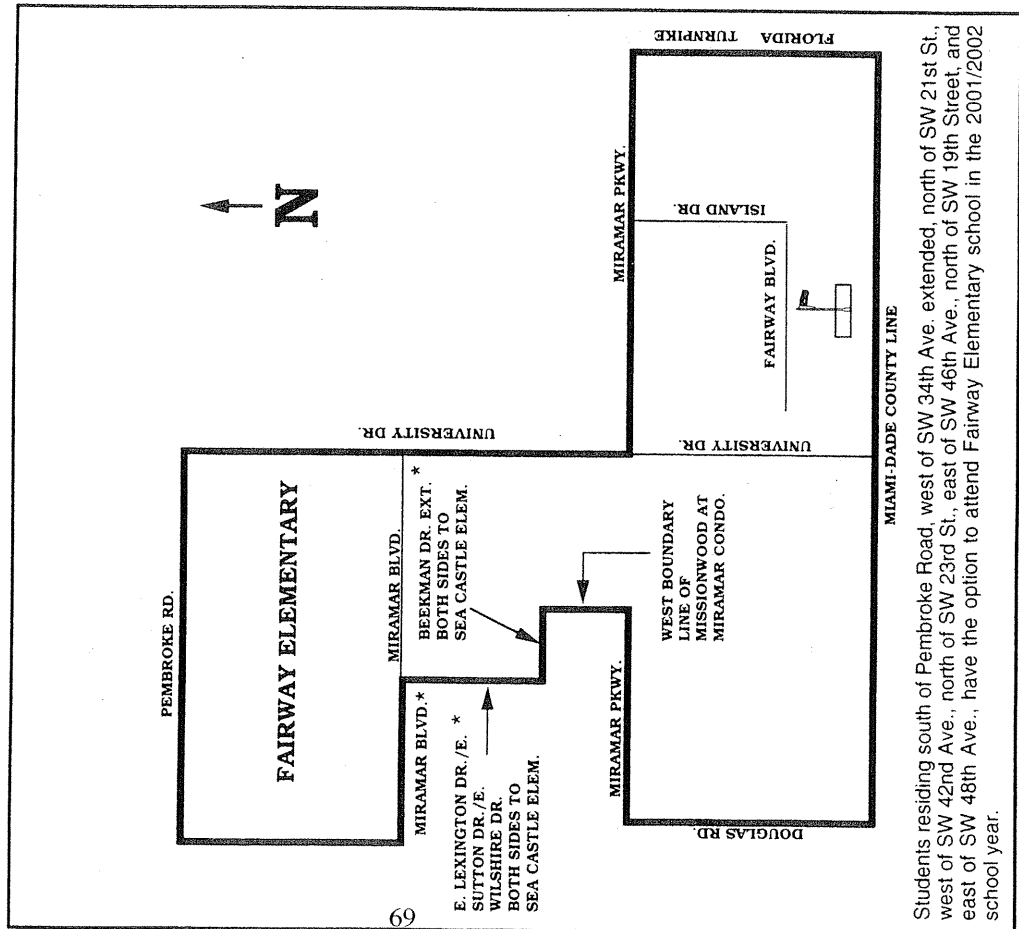 PEMBROKE RD.
FAIRWAY ELEMENTARY
N
UNIVERSITY DR.
MIRAMAR BLVD.*
MIRAMAR BLVD.
E. LEXINGTON DR./E. *
SUTTON DR./E.
WILSHIRE DR.
BOTH SIDES TO
SEA CASTLE ELEM.
BEEKMAN DR. EXT. *
BOTH SIDES TO
SEA CASTLE ELEM.
WEST BOUNDARY
LINE OF
MISSIONWOOD AT
MIRAMAR CONDO.
MIRAMAR PKWY.
MIRAMAR PKWY.
FLORIDA TURNPIKE
DOUGLAS RD.
UNIVERSITY DR.
ISLAND DR.
FAIRWAY BLVD.
MIAMI-DADE COUNTY LINE
Students residing south of Pembroke Road, west of SW 34th Ave. extended, north of SW 21st St.,
west of SW 42nd Ave., north of SW 23rd St., east of SW 46th Ave., north of SW 19th Street, and
east of SW 48th Ave., have the option to attend Fairway Elementary school in the 2001/2002
school year.
69